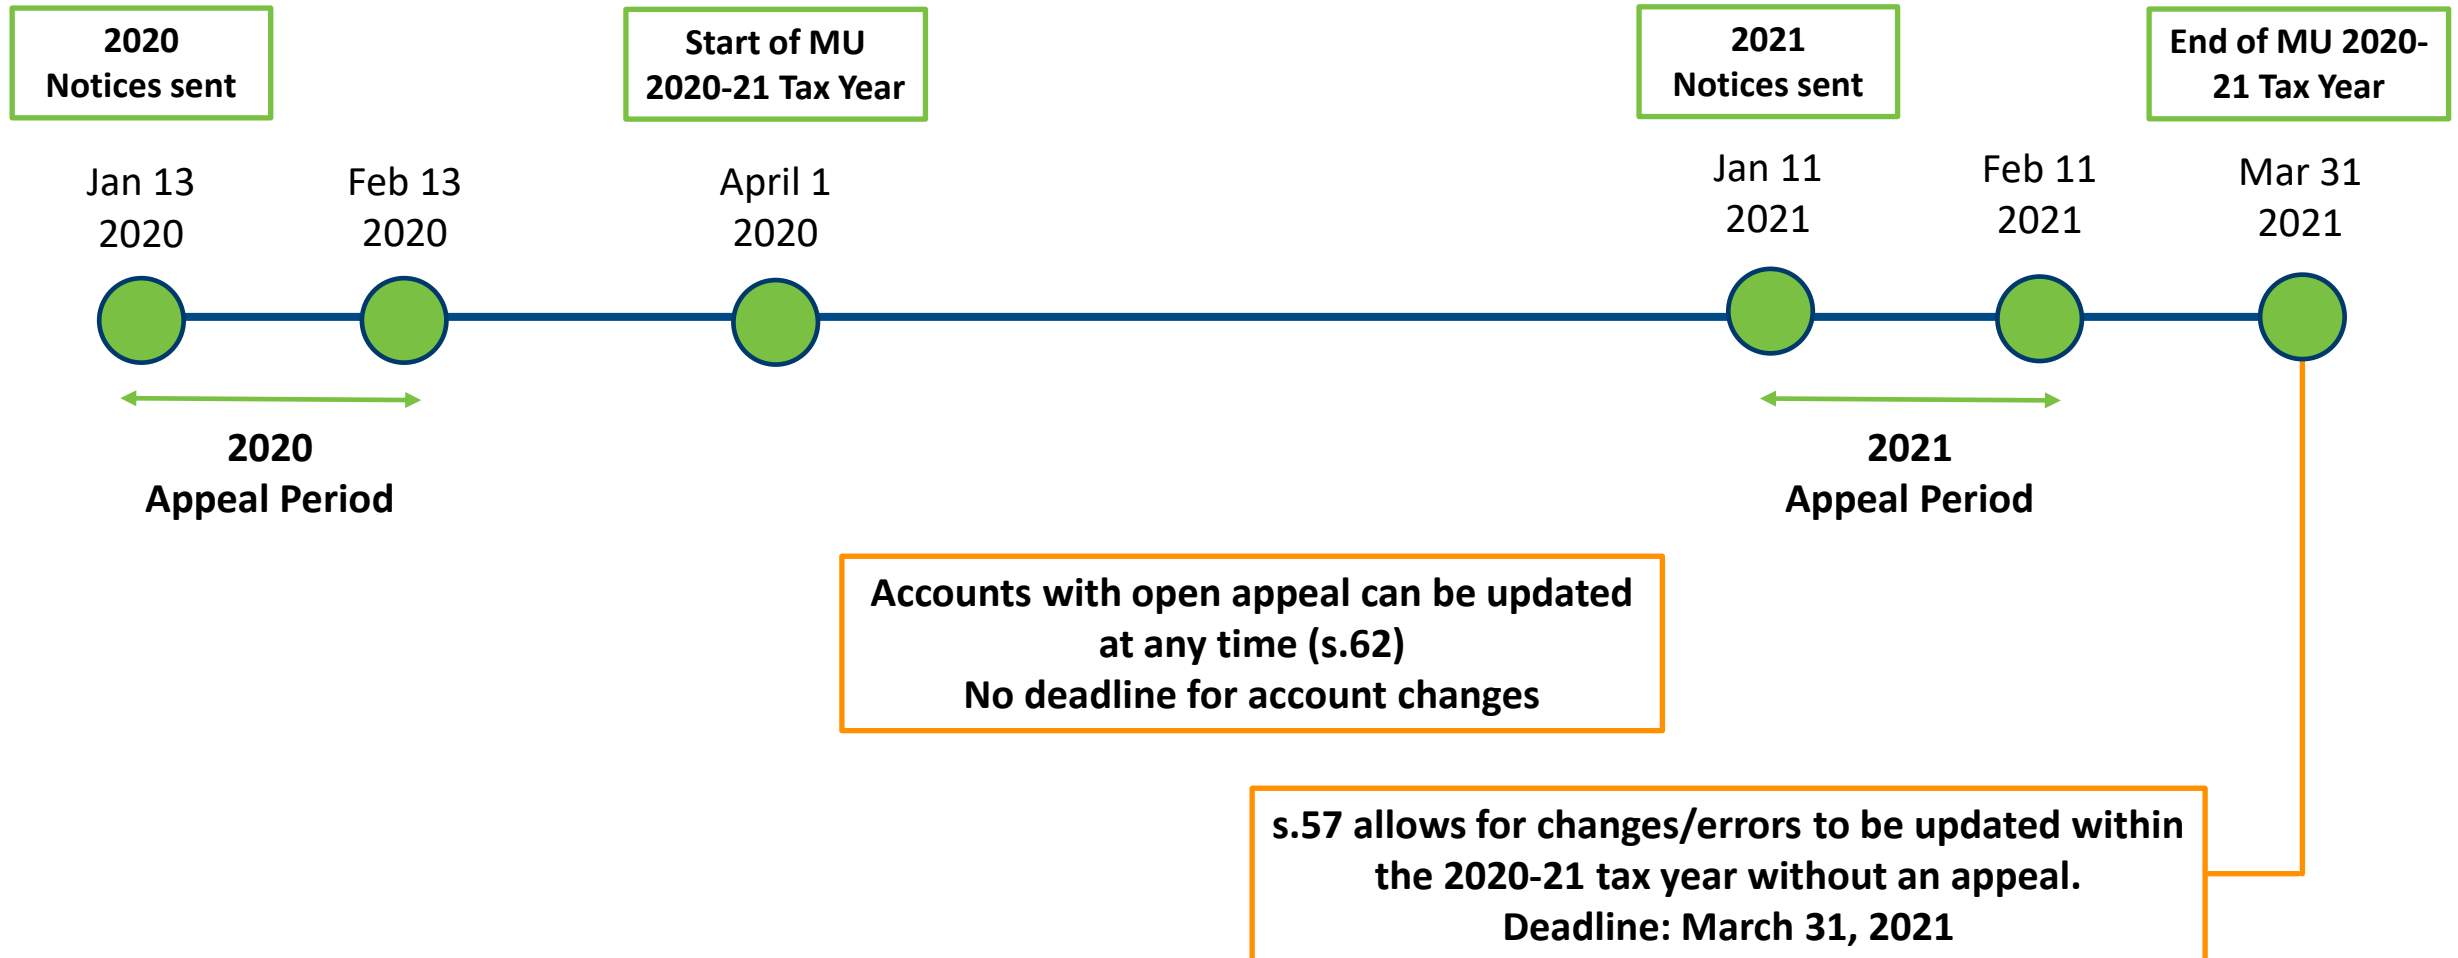 2020
Notices sent
Start of MU
2020-21 Tax Year
2021
Notices sent
End of MU 2020-
21 Tax Year
Jan 13
2020
Feb 13
2020
April 1
2020
Jan 11
2021
Feb 11
2021
Mar 31
2021
2020
Appeal Period
2021
Appeal Period
Accounts with open appeal can be updated
at any time (s.62)
No deadline for account changes
s.57 allows for changes/errors to be updated within
the 2020-21 tax year without an appeal.
Deadline: March 31, 2021